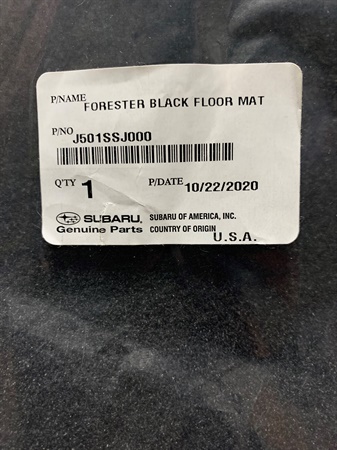 P/NAME FORESTER BLACK FLOOR MAT
P/NO J501SSJ000
Q'TY 1 P/DATE 10/22/2020
SUBARU. SUBARU OF AMERICA, INC.
Genuine Parts COUNTRY OF ORIGIN U.S.A.